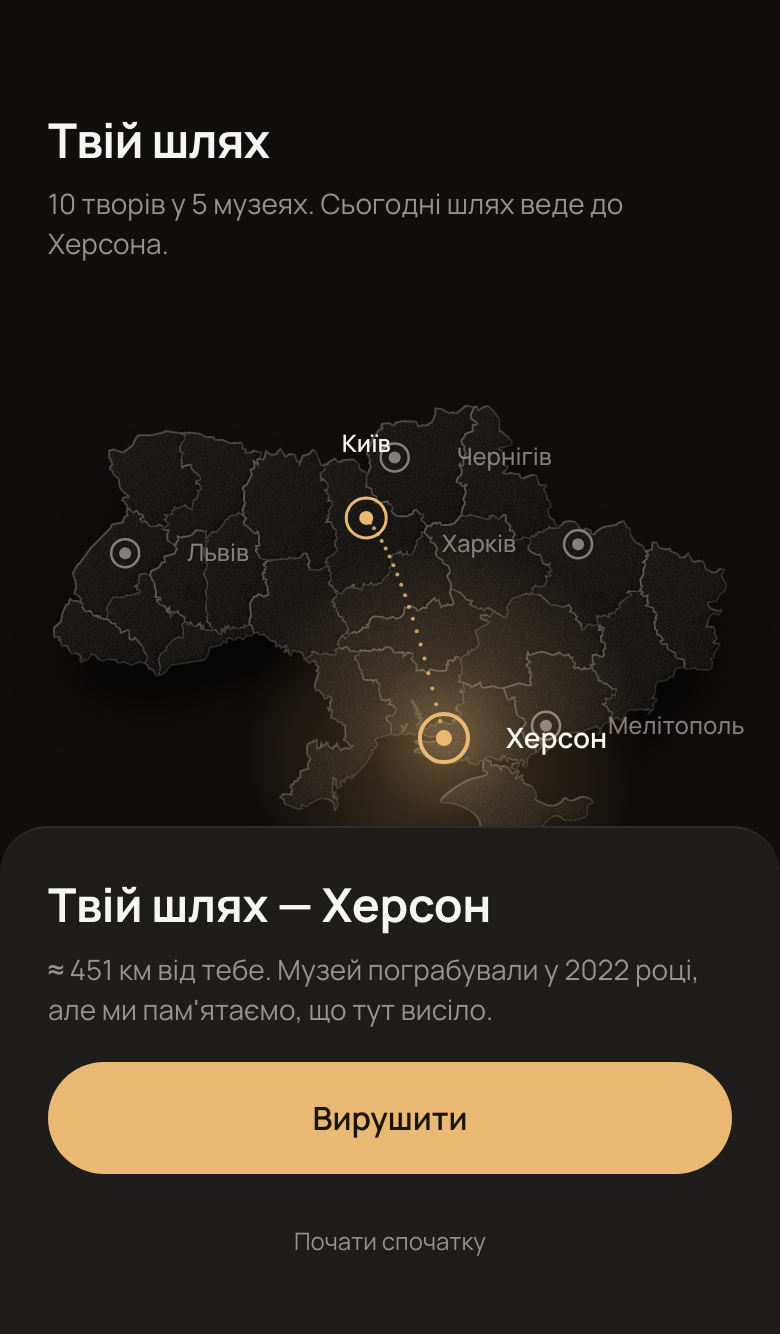 Твій шлях
10 творів у 5 музеях. Сьогодні шлях веде до
Херсона.
Київ
Чернігів
Львів
Харків
Херсон
Мелітополь
Твій шлях — Херсон
≈ 451 км від тебе. Музей пограбували у 2022 році,
але ми пам'ятаємо, що тут висіло.
Вирушити
Почати спочатку